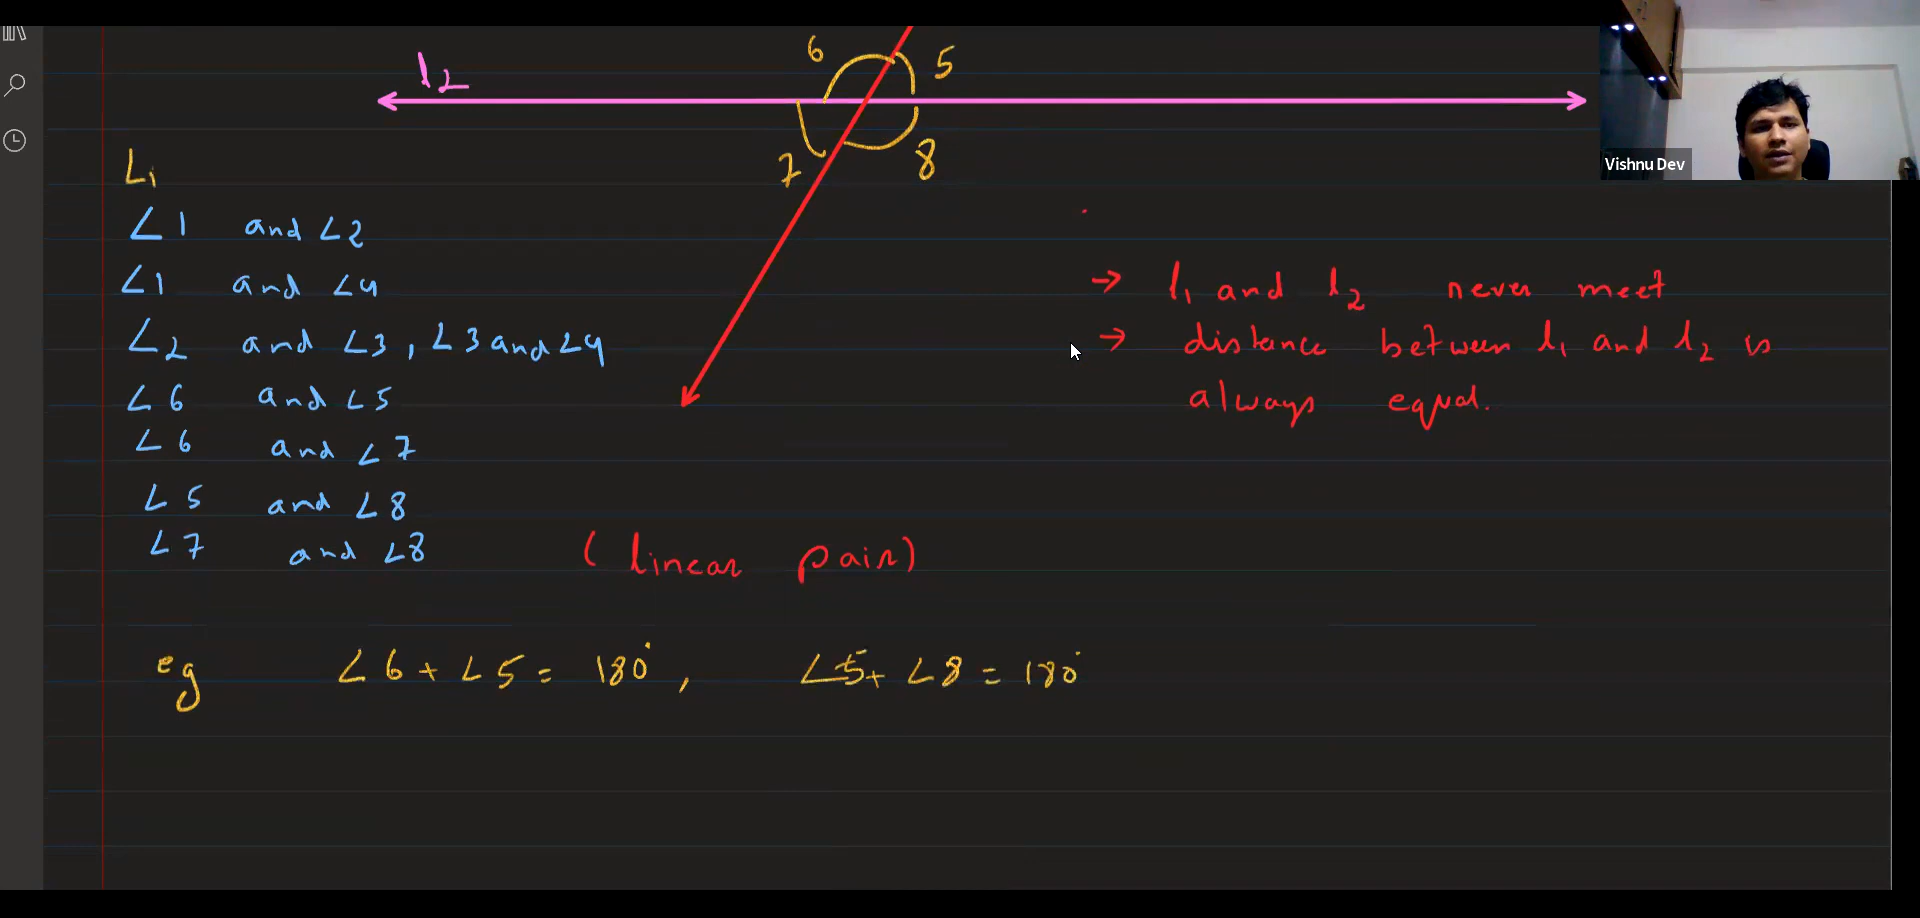 6 5
l₂
7 8
Vishnu Dev
L₁
∠1 and ∠2
∠1 and ∠4
∠2 and ∠3, ∠3 and ∠4
∠6 and ∠5
∠6 and ∠7
∠5 and ∠8
∠7 and ∠8 (linear pair)
→ l₁ and l₂ never meet
→ distance between l₁ and l₂ is
always equal.
eg ∠6 + ∠5 = 180°, ∠5 + ∠8 = 180°